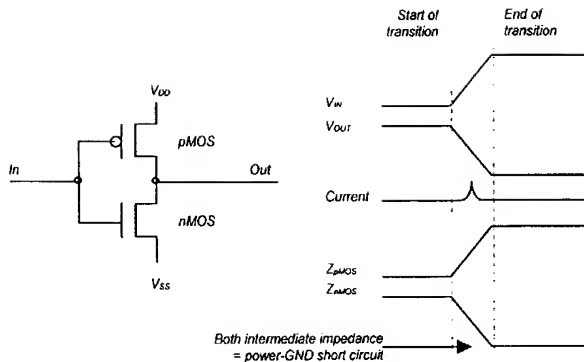 Start of
transition
End of
transition
VDD
pMOS
In
Out
nMOS
VSS
VIN
VOUT
Current
ZpMOS
ZnMOS
Both intermediate impedance
= power-GND short circuit